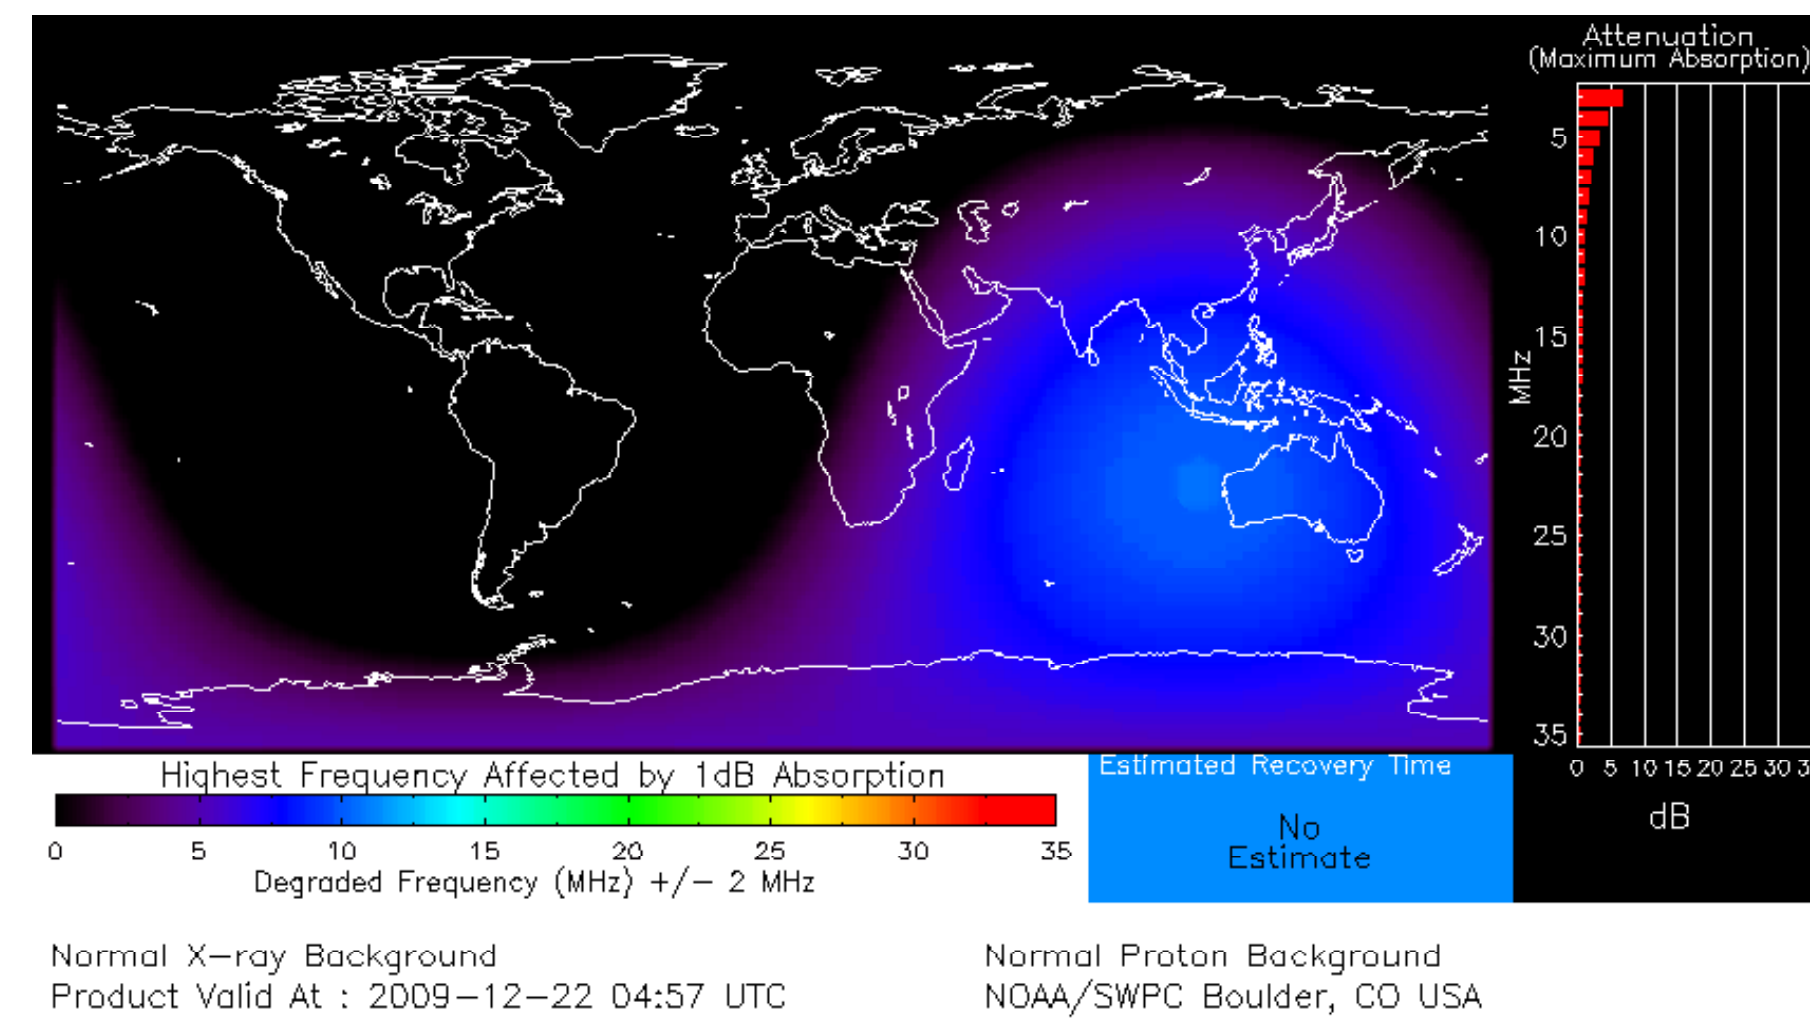 Attenuation
(Maximum Absorption)
5
10
15
20
25
30
35
MHz
0 5 10 15 20 25 30 3
dB
Highest Frequency Affected by 1dB Absorption
0 5 10 15 20 25 30 35
Degraded Frequency (MHz) +/- 2 MHz
Estimated Recovery Time
No
Estimate
Normal X-ray Background
Product Valid At : 2009-12-22 04:57 UTC
Normal Proton Background
NOAA/SWPC Boulder, CO USA